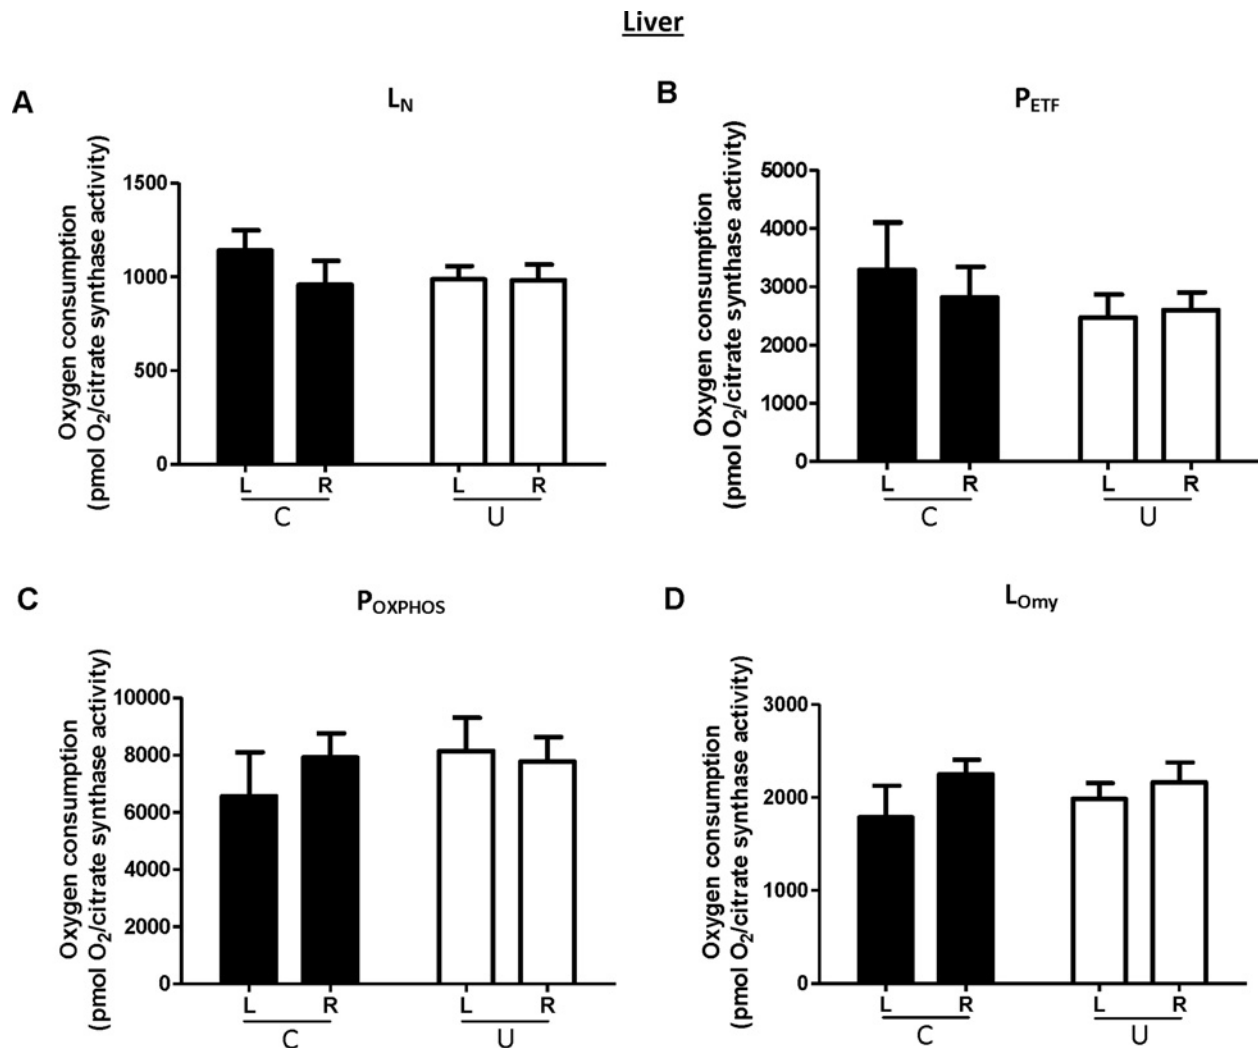 Liver
A
L_N
Oxygen consumption
(pmol O₂/citrate synthase activity)
1500
1000
500
0
L R L R
C U
B
P_ETF
Oxygen consumption
(pmol O₂/citrate synthase activity)
5000
4000
3000
2000
1000
0
L R L R
C U
C
P_OXPHOS
Oxygen consumption
(pmol O₂/citrate synthase activity)
10000
8000
6000
4000
2000
0
L R L R
C U
D
L_Omy
Oxygen consumption
(pmol O₂/citrate synthase activity)
3000
2000
1000
0
L R L R
C U